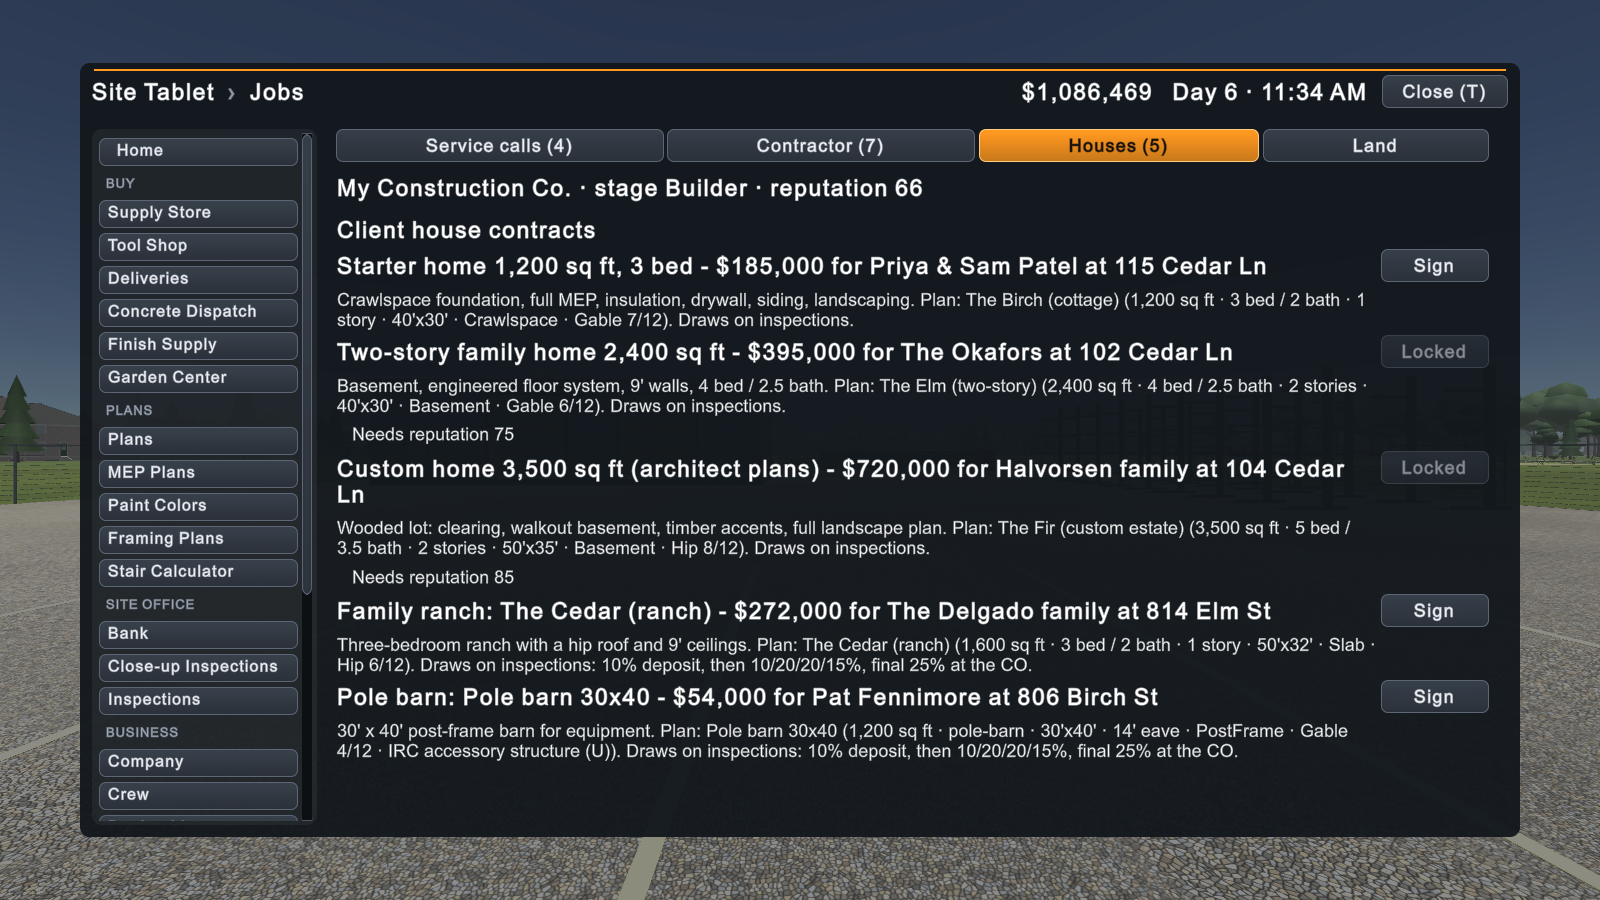 Site Tablet › Jobs
$1,086,469 Day 6 · 11:34 AM Close (T)
Home
BUY
Supply Store
Tool Shop
Deliveries
Concrete Dispatch
Finish Supply
Garden Center
PLANS
Plans
MEP Plans
Paint Colors
Framing Plans
Stair Calculator
SITE OFFICE
Bank
Close-up Inspections
Inspections
BUSINESS
Company
Crew
Service calls (4) Contractor (7) Houses (5) Land
My Construction Co. · stage Builder · reputation 66
Client house contracts
Starter home 1,200 sq ft, 3 bed - $185,000 for Priya & Sam Patel at 115 Cedar Ln
Sign
Crawlspace foundation, full MEP, insulation, drywall, siding, landscaping. Plan: The Birch (cottage) (1,200 sq ft · 3 bed / 2 bath · 1
story · 40'x30' · Crawlspace · Gable 7/12). Draws on inspections.
Two-story family home 2,400 sq ft - $395,000 for The Okafors at 102 Cedar Ln
Locked
Basement, engineered floor system, 9' walls, 4 bed / 2.5 bath. Plan: The Elm (two-story) (2,400 sq ft · 4 bed / 2.5 bath · 2 stories ·
40'x30' · Basement · Gable 6/12). Draws on inspections.
Needs reputation 75
Custom home 3,500 sq ft (architect plans) - $720,000 for Halvorsen family at 104 Cedar
Ln
Locked
Wooded lot: clearing, walkout basement, timber accents, full landscape plan. Plan: The Fir (custom estate) (3,500 sq ft · 5 bed /
3.5 bath · 2 stories · 50'x35' · Basement · Hip 8/12). Draws on inspections.
Needs reputation 85
Family ranch: The Cedar (ranch) - $272,000 for The Delgado family at 814 Elm St
Sign
Three-bedroom ranch with a hip roof and 9' ceilings. Plan: The Cedar (ranch) (1,600 sq ft · 3 bed / 2 bath · 1 story · 50'x32' · Slab ·
Hip 6/12). Draws on inspections: 10% deposit, then 10/20/20/15%, final 25% at the CO.
Pole barn: Pole barn 30x40 - $54,000 for Pat Fennimore at 806 Birch St
Sign
30' x 40' post-frame barn for equipment. Plan: Pole barn 30x40 (1,200 sq ft · pole-barn · 30'x40' · 14' eave · PostFrame · Gable
4/12 · IRC accessory structure (U)). Draws on inspections: 10% deposit, then 10/20/20/15%, final 25% at the CO.